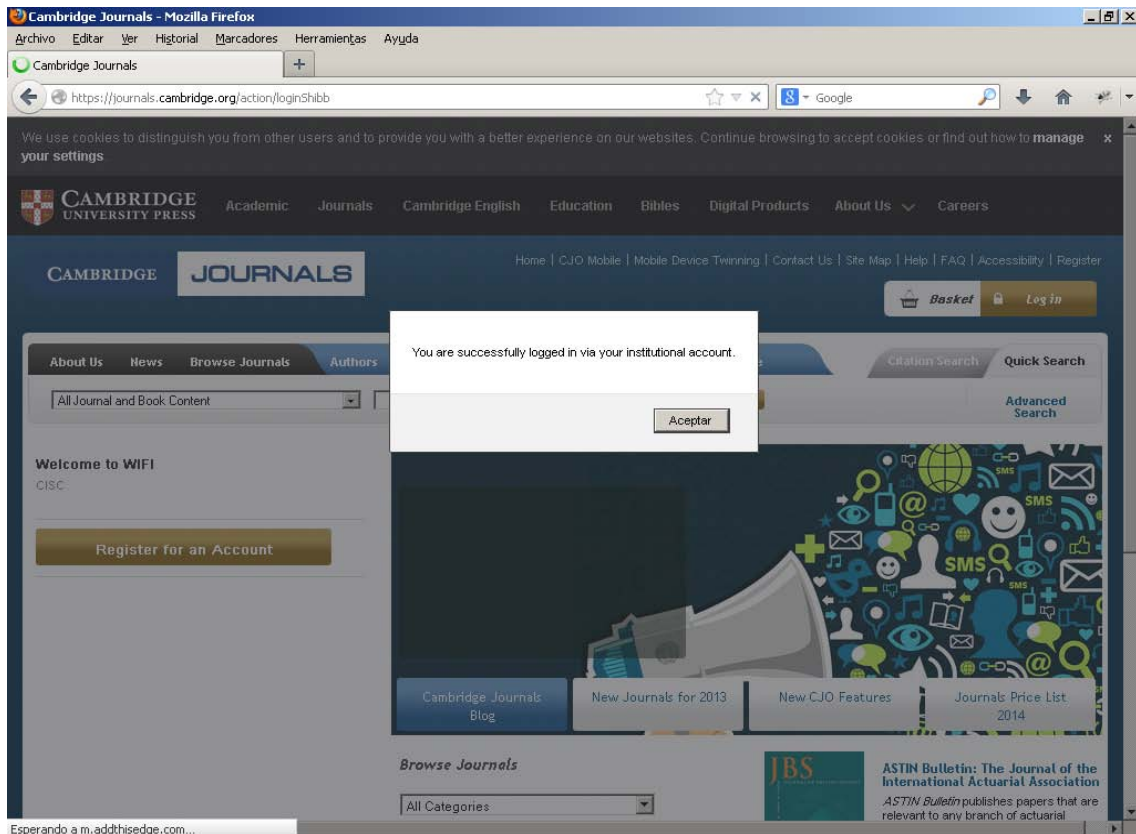 Cambridge Journals - Mozilla Firefox
Archivo Editar Ver Historial Marcadores Herramientas Ayuda
Cambridge Journals +
https://journals.cambridge.org/action/loginShibb Google
We use cookies to distinguish you from other users and to provide you with a better experience on our websites. Continue browsing to accept cookies or find out how to manage x
your settings
CAMBRIDGE
UNIVERSITY PRESS
Academic Journals Cambridge English Education Bibles Digital Products About Us Careers
CAMBRIDGE JOURNALS
Home | CJO Mobile | Mobile Device Twinning | Contact Us | Site Map | Help | FAQ | Accessibility | Register
Basket Log in
You are successfully logged in via your institutional account.
Aceptar
About Us News Browse Journals Authors Citation Search Quick Search
All Journal and Book Content
Advanced
Search
Welcome to WIFI
CISC
Register for an Account
SMS
SMS
SMS
SMS
Cambridge Journals
Blog
New Journals for 2013
New CJO Features
Journals Price List
2014
Browse Journals
All Categories
JBS
ASTIN Bulletin: The Journal of the
International Actuarial Association
ASTIN Bulletin publishes papers that are
relevant to any branch of actuarial
Esperando a m.addthisedge.com...